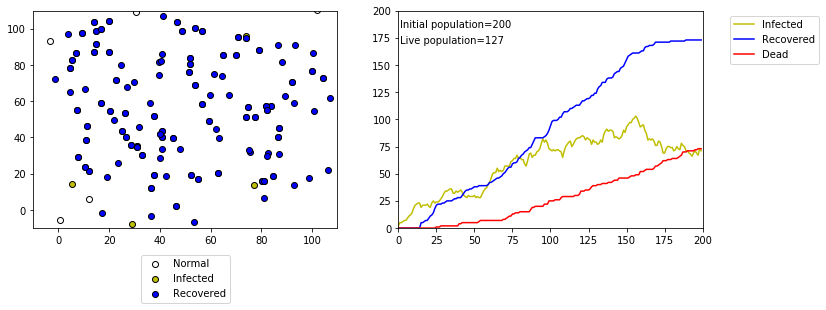 100
80
60
40
20
0
0 20 40 60 80 100
Normal
Infected
Recovered
200
175
150
125
100
75
50
25
0
0 25 50 75 100 125 150 175 200
Initial population=200
Live population=127
Infected
Recovered
Dead